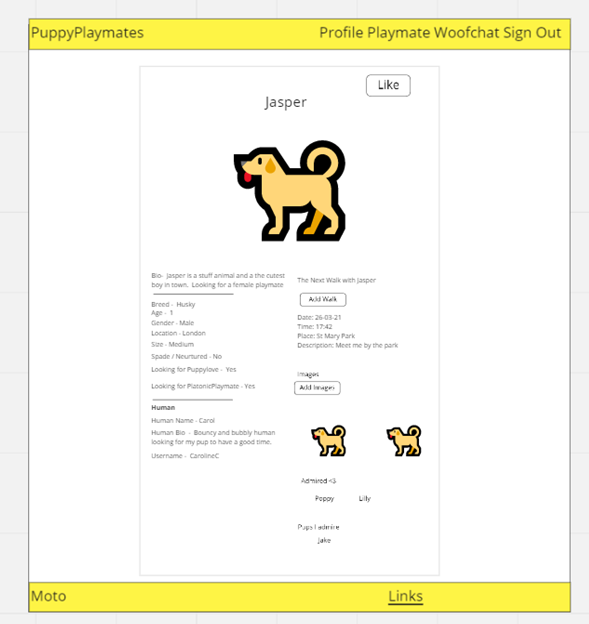 PuppyPlaymates
Profile Playmate Woofchat Sign Out
Like
Jasper
Bio- jasper is a stuff animal and a the cutest
boy in town. Looking for a female playmate
Breed - Husky
Age - 1
Gender - Male
Location - London
Size - Medium
Spade / Neurtured - No
Looking for Puppylove - Yes
Looking for PlatonicPlaymate - Yes
Human
Human Name - Carol
Human Bio - Bouncy and bubbly human
looking for my pup to have a good time.
Username - CarolineC
The Next Walk with Jasper
Add Walk
Date: 26-03-21
Time: 17:42
Place: St Mary Park
Description: Meet me by the park
Images
Add Images
Admired <3
Poppy Lilly
Pups I admire
Jake
Moto
Links